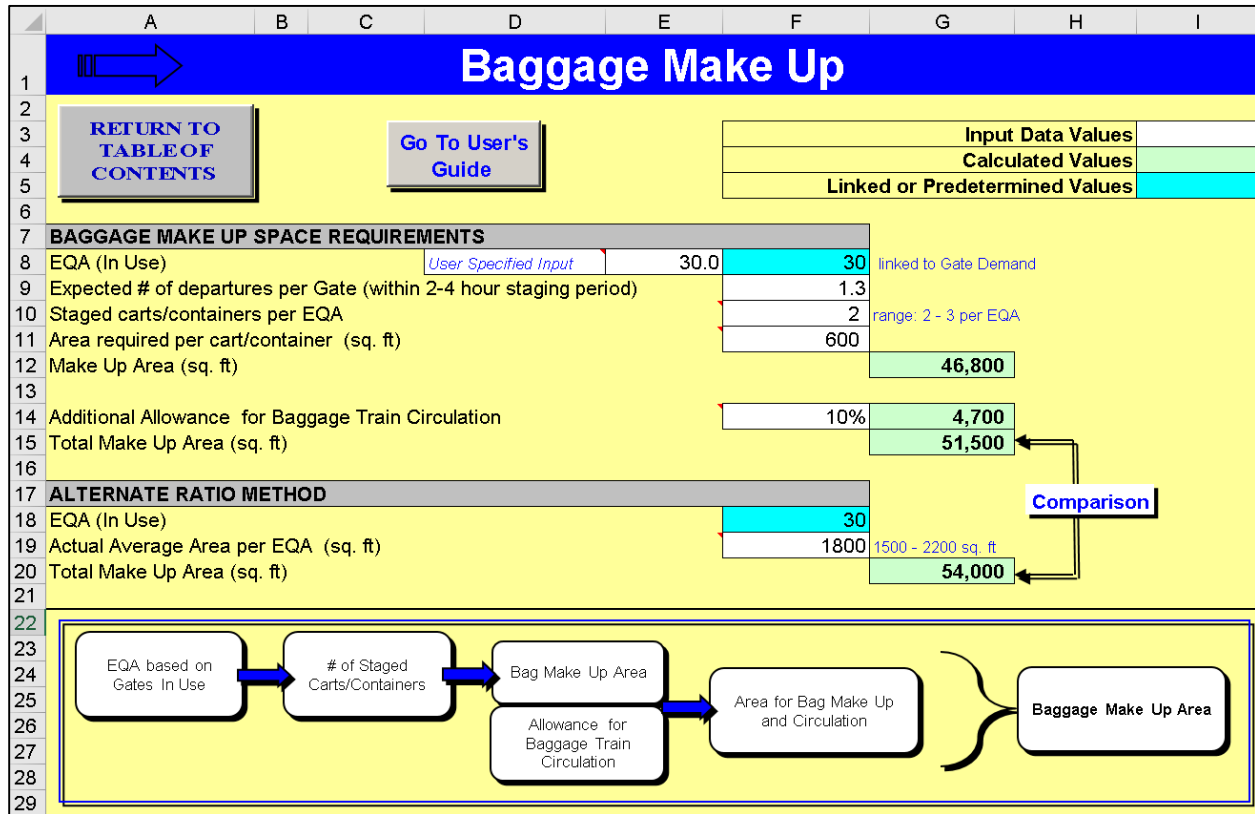 A B C D E F G H I
1 Baggage Make Up
2
3 RETURN TO TABLE OF CONTENTS Go To User's Guide Input Data Values
4 Calculated Values
5 Linked or Predetermined Values
6
7 BAGGAGE MAKE UP SPACE REQUIREMENTS
8 EQA (In Use) User Specified Input 30.0 30 linked to Gate Demand
9 Expected # of departures per Gate (within 2-4 hour staging period) 1.3
10 Staged carts/containers per EQA 2 range: 2 - 3 per EQA
11 Area required per cart/container (sq. ft) 600
12 Make Up Area (sq. ft) 46,800
13
14 Additional Allowance for Baggage Train Circulation 10% 4,700
15 Total Make Up Area (sq. ft) 51,500
16
17 ALTERNATE RATIO METHOD
Comparison
18 EQA (In Use) 30
19 Actual Average Area per EQA (sq. ft) 1800 1500 - 2200 sq. ft
20 Total Make Up Area (sq. ft) 54,000
21
22
23
24
25
26
27
28
29
EQA based on
Gates In Use
# of Staged
Carts/Containers
Bag Make Up Area
Allowance for
Baggage Train
Circulation
Area for Bag Make Up
and Circulation
Baggage Make Up Area